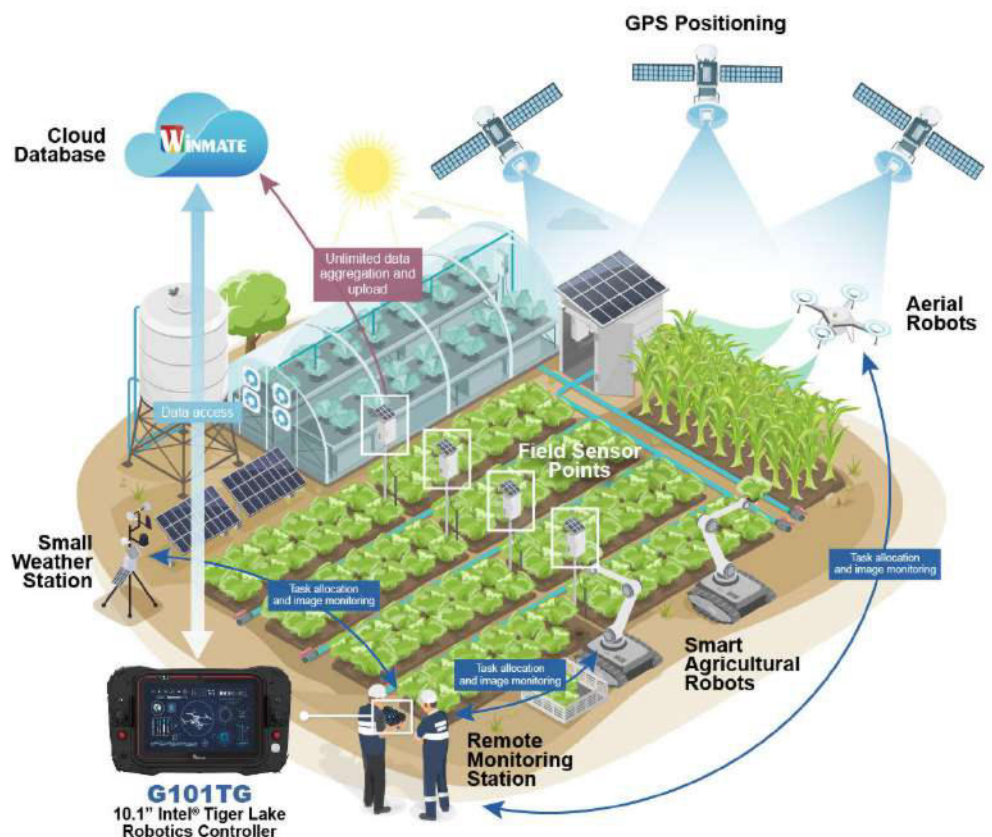 GPS Positioning
Cloud
Database
WINMATE
Unlimited data
aggregation and
upload
Aerial
Robots
Data access
Field Sensor
Points
Small
Weather
Station
Task allocation
and image monitoring
Task allocation
and image monitoring
Task allocation
and image monitoring
Smart
Agricultural
Robots
Remote
Monitoring
Station
G101TG
10.1” Intel® Tiger Lake
Robotics Controller